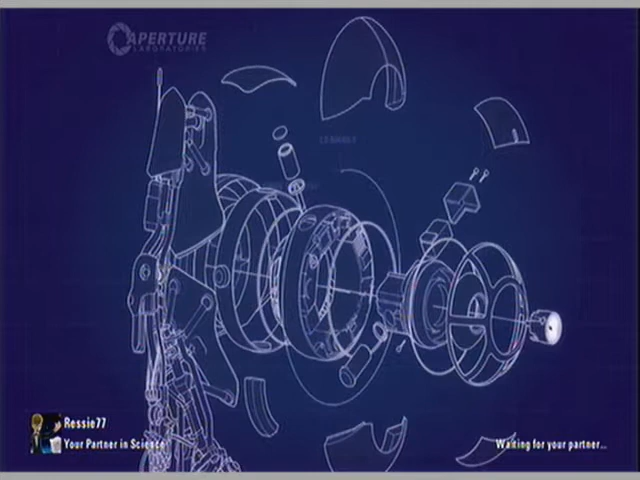 APERTURE
LABORATORIES
Ressie77
Your Partner in Science
Waiting for your partner...